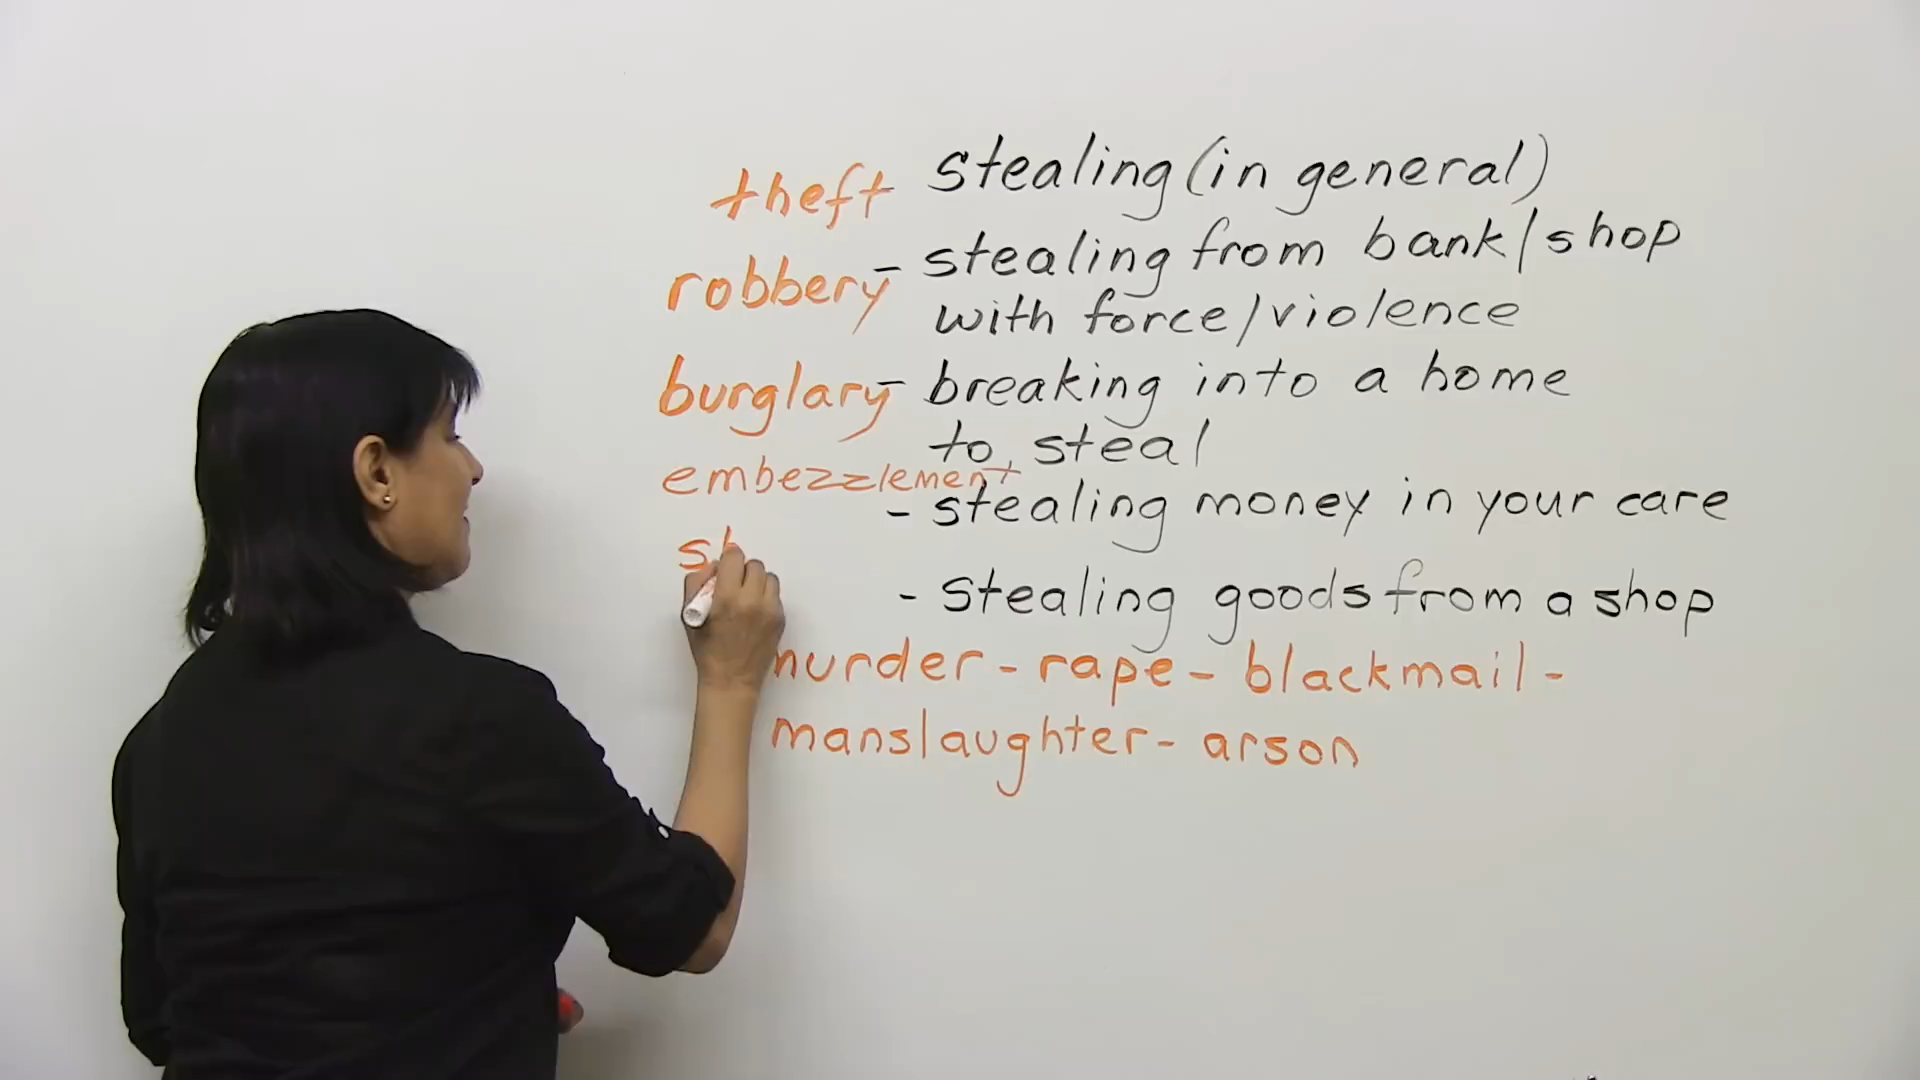 theft stealing (in general)
robbery - stealing from bank/shop
with force/violence
burglary - breaking into a home
to steal
embezzlement
- stealing money in your care
sh
- stealing goods from a shop
murder - rape - blackmail -
manslaughter - arson